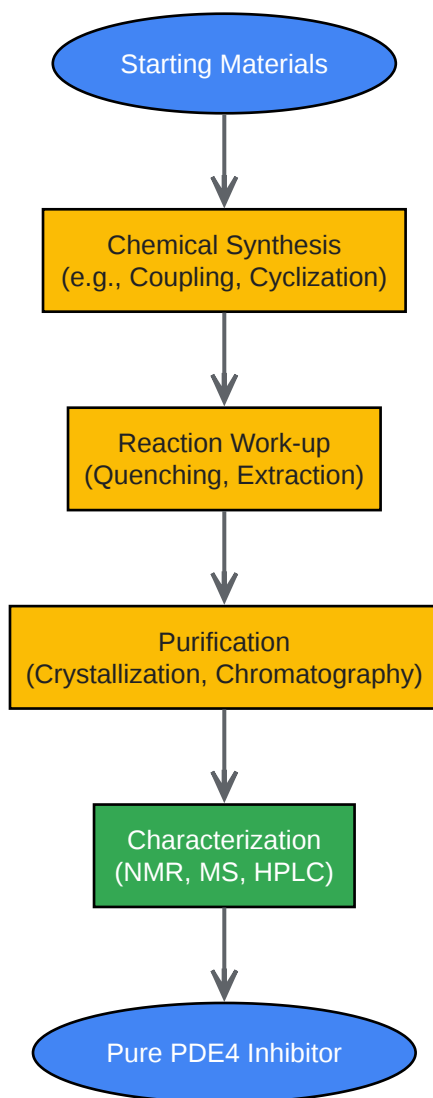 Starting Materials
Chemical Synthesis
(e.g., Coupling, Cyclization)
Reaction Work-up
(Quenching, Extraction)
Purification
(Crystallization, Chromatography)
Characterization
(NMR, MS, HPLC)
Pure PDE4 Inhibitor